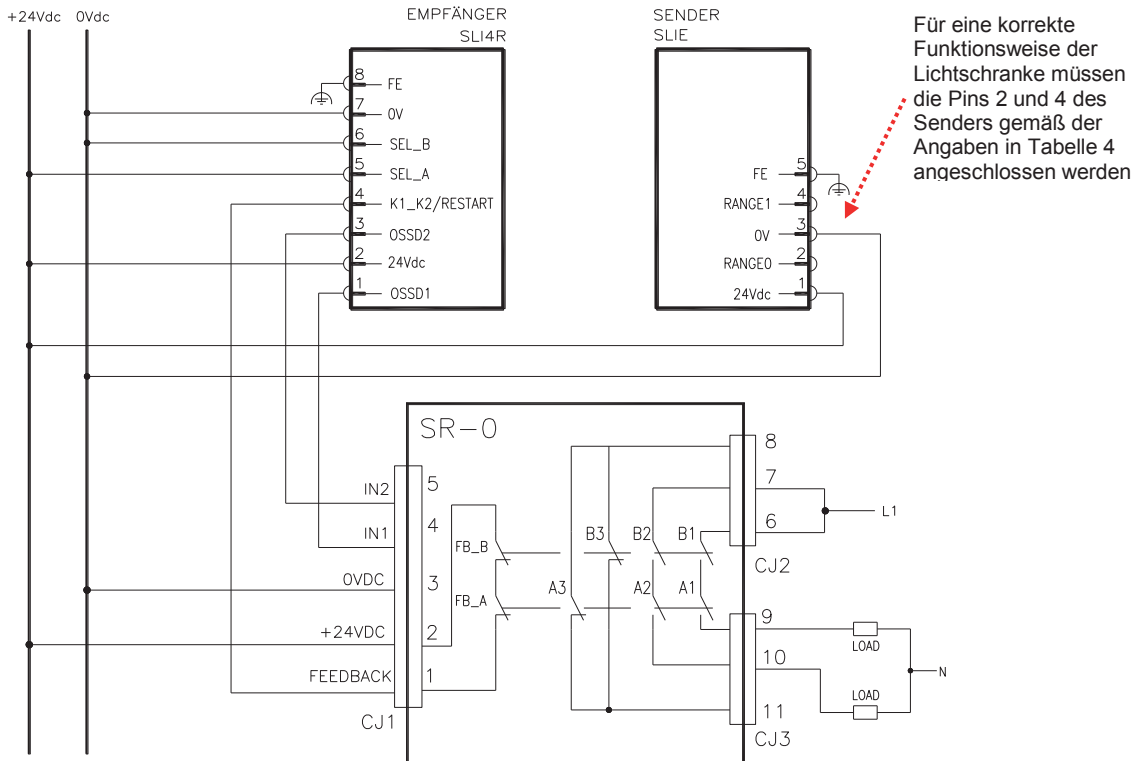 +24Vdc 0Vdc
EMPFÄNGER
SLI4R
SENDER
SLIE
Für eine korrekte
Funktionsweise der
Lichtschranke müssen
die Pins 2 und 4 des
Senders gemäß der
Angaben in Tabelle 4
angeschlossen werden
8 FE
7 0V
6 SEL_B
5 SEL_A
4 K1_K2/RESTART
3 OSSD2
2 24Vdc
1 OSSD1
FE 5
RANGE1 4
0V 3
RANGE0 2
24Vdc 1
SR-0
IN2 5
IN1 4
0VDC 3
+24VDC 2
FEEDBACK 1
CJ1
FB_B
FB_A
B3 B2 B1
A3 A2 A1
8
7
6
CJ2
L1
9
10
11
CJ3
LOAD
LOAD
N